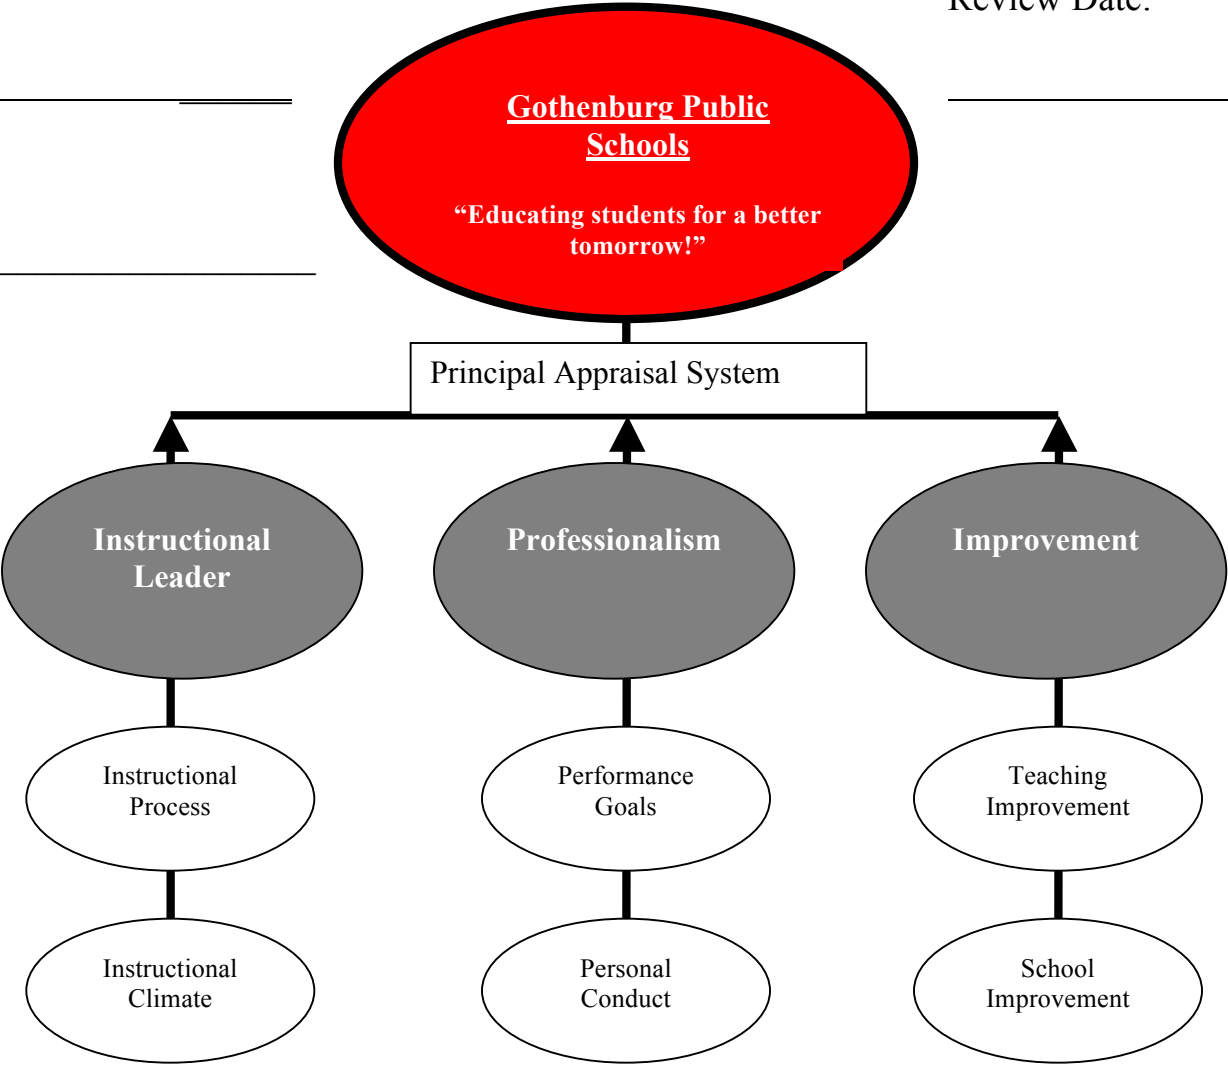 Review Date:
Gothenburg Public
Schools
“Educating students for a better
tomorrow!”
Principal Appraisal System
Instructional
Leader
Professionalism
Improvement
Instructional
Process
Performance
Goals
Teaching
Improvement
Instructional
Climate
Personal
Conduct
School
Improvement